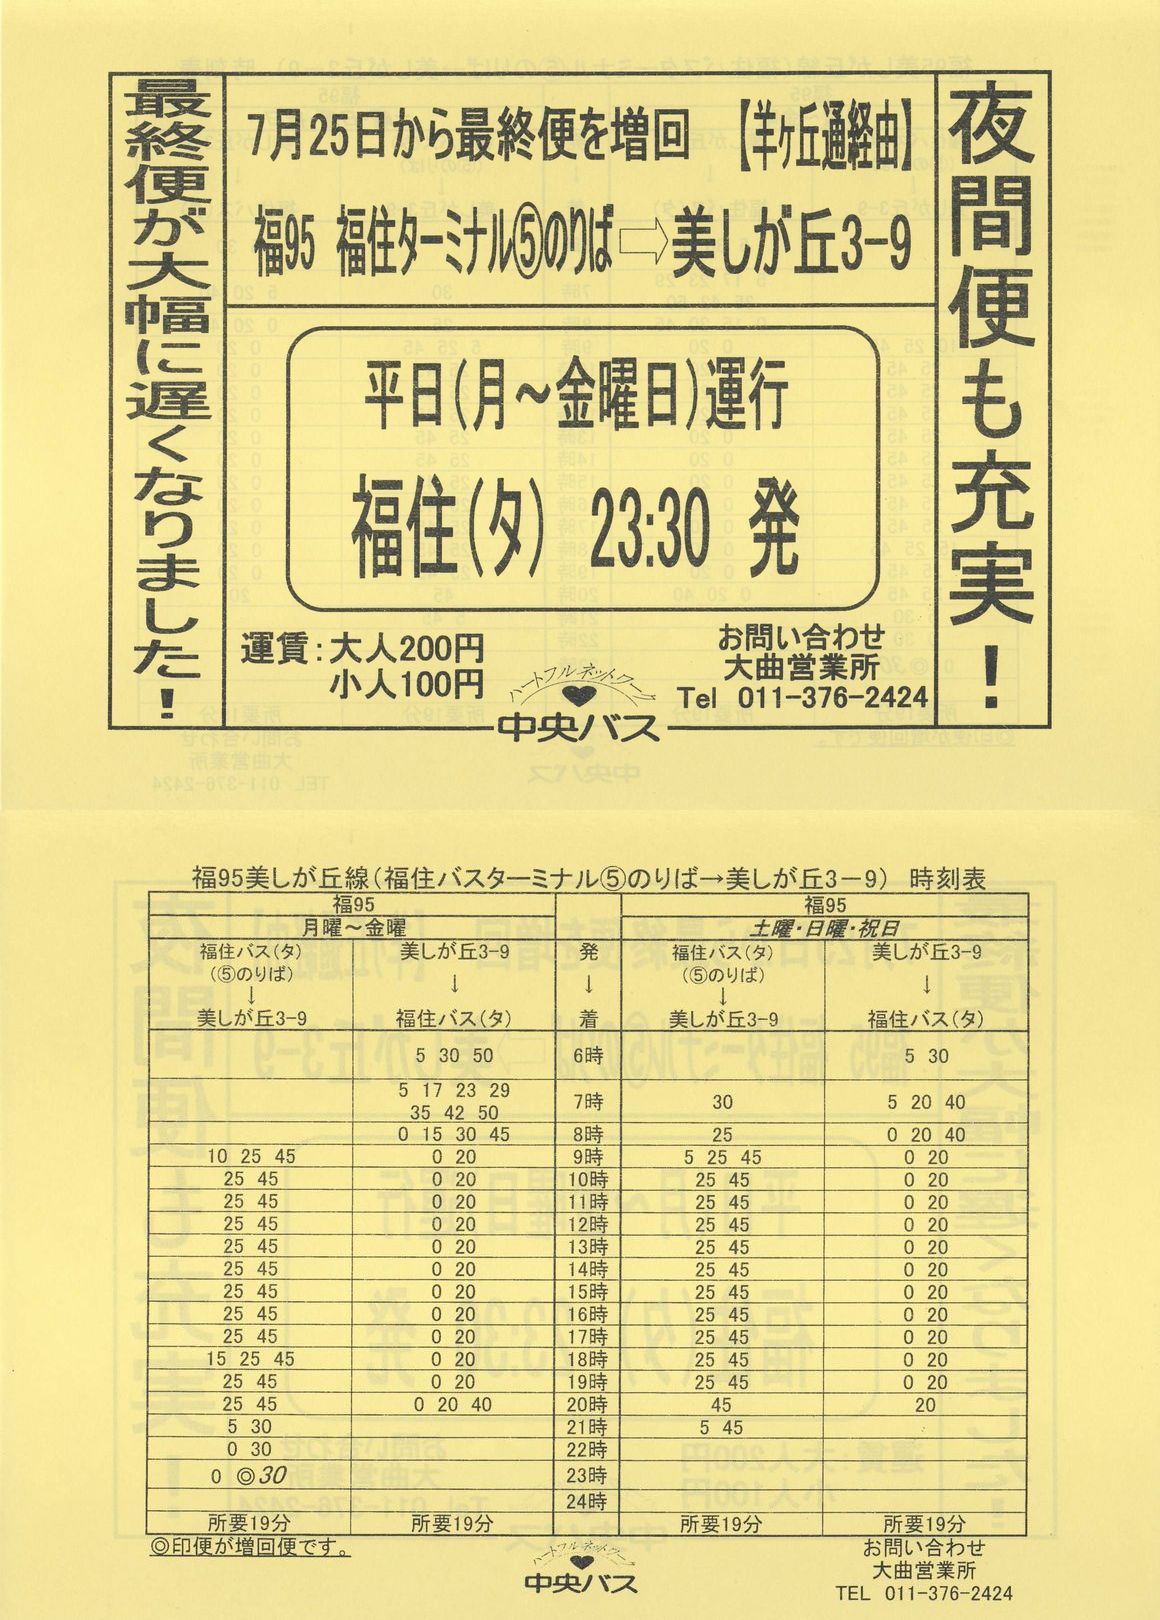 夜間便も充実！
7月25日から最終便を増回 【羊ヶ丘通経由】
福95 福住ターミナル⑤のりば⇨美しが丘3-9
平日（月～金曜日）運行
福住（タ） 23:30 発
運賃：大人200円
小人100円
お問い合わせ
大曲営業所
Tel 011-376-2424
ハートフルネットワーク
中央バス
最終便が大幅に遅くなりました！
福95美しが丘線（福住バスターミナル⑤のりば→美しが丘3－9） 時刻表
福95 福95
月曜～金曜 土曜・日曜・祝日
福住バス（タ） 美しが丘3-9 発 福住バス（タ） 美しが丘3-9
（⑤のりば） ↓ ↓ （⑤のりば） ↓
↓ ↓
美しが丘3-9 福住バス（タ） 着 美しが丘3-9 福住バス（タ）
5 30 50 6時 5 30
5 17 23 29
35 42 50 7時 30 5 20 40
0 15 30 45 8時 25 0 20 40
10 25 45 0 20 9時 5 25 45 0 20
25 45 0 20 10時 25 45 0 20
25 45 0 20 11時 25 45 0 20
25 45 0 20 12時 25 45 0 20
25 45 0 20 13時 25 45 0 20
25 45 0 20 14時 25 45 0 20
25 45 0 20 15時 25 45 0 20
25 45 0 20 16時 25 45 0 20
25 45 0 20 17時 25 45 0 20
15 25 45 0 20 18時 25 45 0 20
25 45 0 20 19時 25 45 0 20
25 45 0 20 40 20時 45 20
5 30 21時 5 45
0 30 22時
0 ◎30 23時
24時
所要19分 所要19分 所要19分 所要19分
◎印便が増回便です。
ハートフルネットワーク
中央バス
お問い合わせ
大曲営業所
TEL 011-376-2424